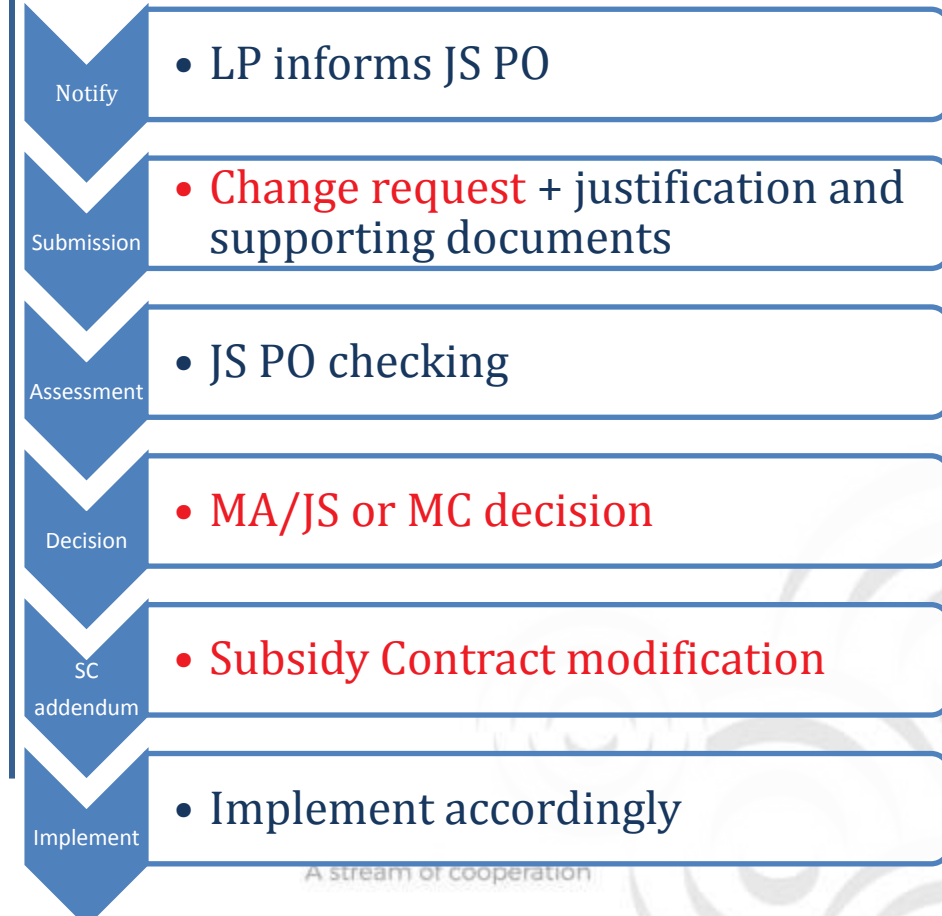 Notify
• LP informs JS PO
Submission
• Change request + justification and
supporting documents
Assessment
• JS PO checking
Decision
• MA/JS or MC decision
SC
addendum
• Subsidy Contract modification
Implement
• Implement accordingly
A stream of cooperation